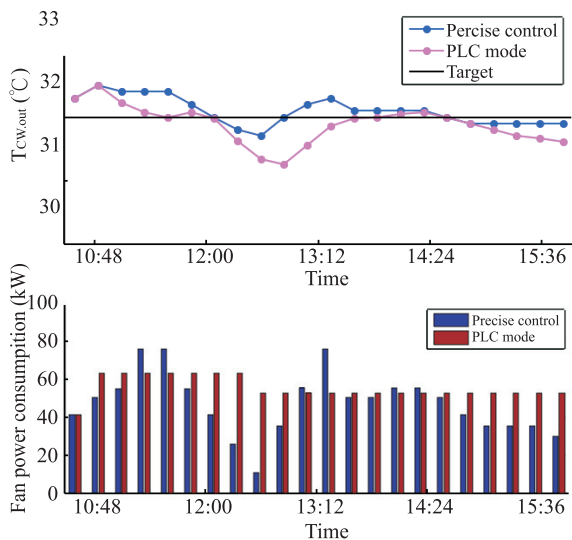 33
32
31
30
T_CW.out (℃)
Percise control
PLC mode
Target
10:48 12:00 13:12 14:24 15:36
Time
Fan power consumpition (kW)
100
80
60
40
20
0
Precise control
PLC mode
10:48 12:00 13:12 14:24 15:36
Time